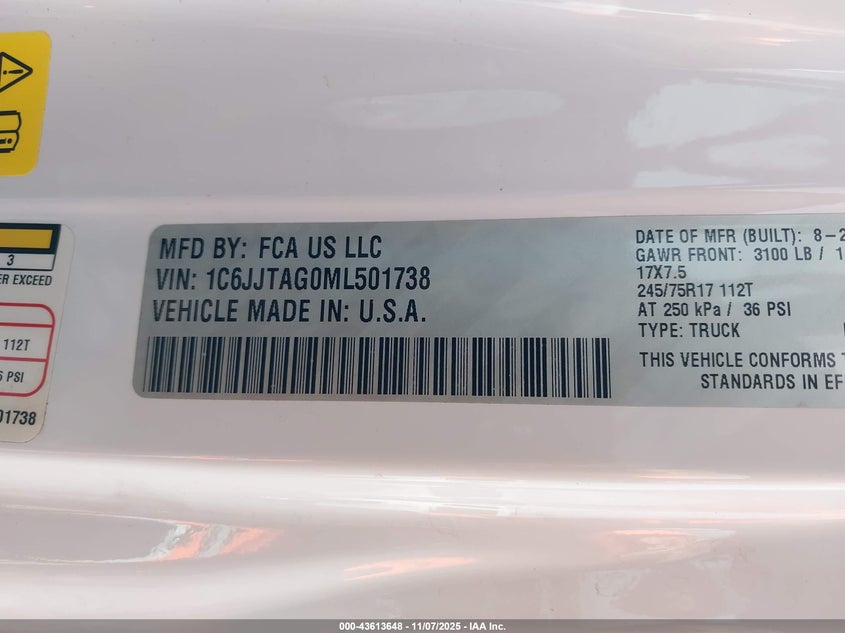 3
ER EXCEED
112T
PSI
01738
MFD BY: FCA US LLC
VIN: 1C6JJTAG0ML501738
VEHICLE MADE IN: U.S.A.
DATE OF MFR (BUILT): 8-2
GAWR FRONT: 3100 LB / 1
17X7.5
245/75R17 112T
AT 250 kPa / 36 PSI
TYPE: TRUCK
THIS VEHICLE CONFORMS T
STANDARDS IN EF
000-43613648 - 11/07/2025 - IAA Inc.